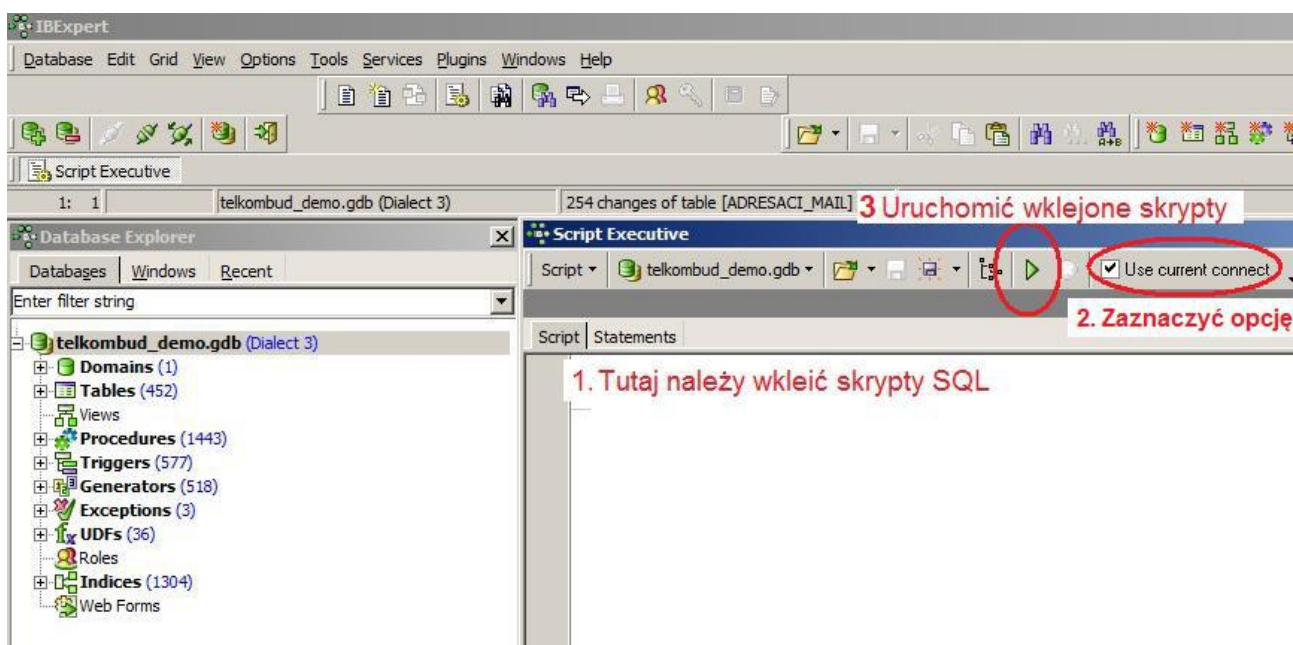 IBExpert
Database Edit Grid View Options Tools Services Plugins Windows Help
Script Executive
1: 1 telkombud_demo.gdb (Dialect 3) 254 changes of table [ADRESACI_MAIL]
3 Uruchomić wklejone skrypty
Database Explorer
Script Executive
Databases Windows Recent
Script telkombud_demo.gdb Use current connect
Enter filter string
2. Zaznaczyć opcję
Script Statements
telkombud_demo.gdb (Dialect 3)
1. Tutaj należy wkleić skrypty SQL
Domains (1)
Tables (452)
Views
Procedures (1443)
Triggers (577)
Generators (518)
Exceptions (3)
UDFs (36)
Roles
Indices (1304)
Web Forms